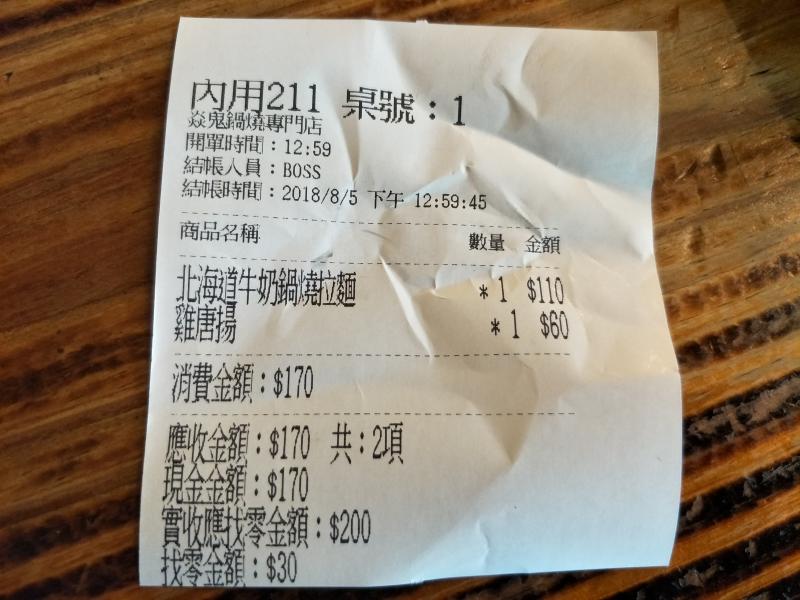 內用211 桌號：1
焱鬼鍋燒專門店
開單時間：12:59
結帳人員：BOSS
結帳時間：2018/8/5 下午 12:59:45
商品名稱 數量 金額
北海道牛奶鍋燒拉麵 * 1 $110
雞唐揚 * 1 $60
消費金額：$170
應收金額：$170 共：2項
現金金額：$170
實收應找零金額：$200
找零金額：$30